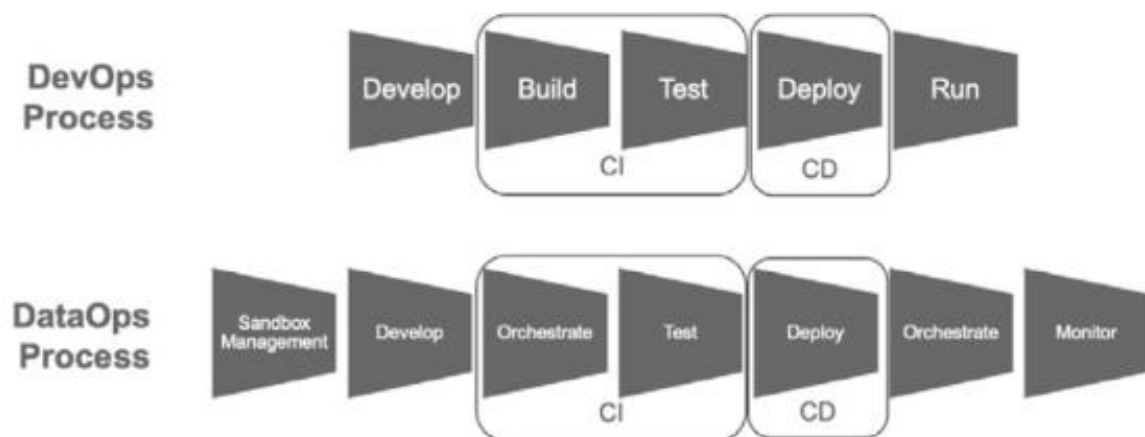 DevOps
Process
Develop
Build
Test
Deploy
Run
CI
CD
DataOps
Process
Sandbox
Management
Develop
Orchestrate
Test
Deploy
Orchestrate
Monitor
CI
CD